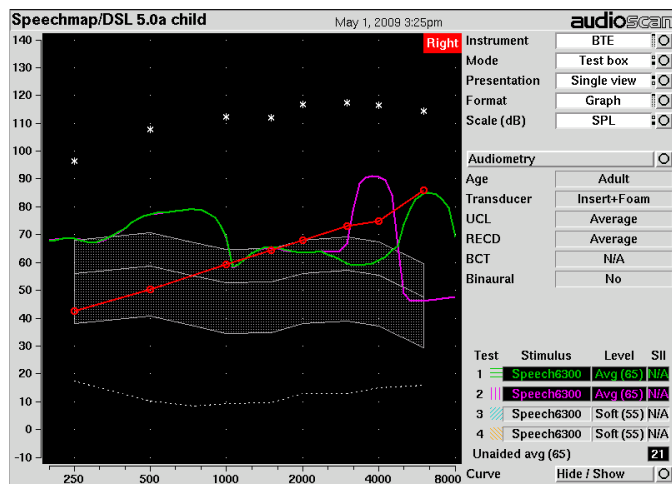 Speechmap/DSL 5.0a child May 1, 2009 3:25pm audioscan
Right
140
130
120
110
100
90
80
70
60
50
40
30
20
10
0
-10
250 500 1000 2000 4000 8000
Instrument BTE
Mode Test box
Presentation Single view
Format Graph
Scale (dB) SPL
Audiometry
Age Adult
Transducer Insert+Foam
UCL Average
RECD Average
BCT N/A
Binaural No
Test Stimulus Level SII
1 Speech6300 Avg (65) N/A
2 Speech6300 Avg (65) N/A
3 Speech6300 Soft (55) N/A
4 Speech6300 Soft (55) N/A
Unaided avg (65) 21
Curve Hide / Show